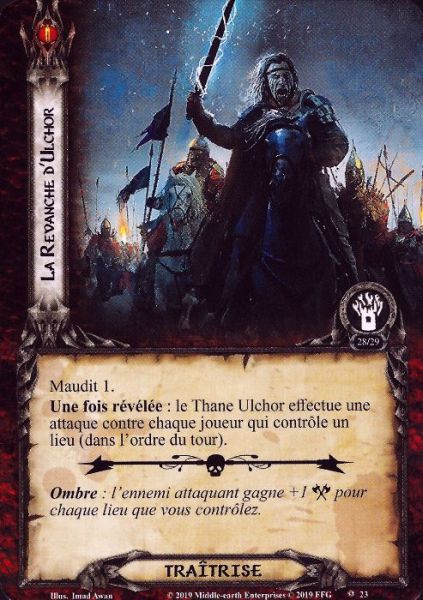 LA REVANCHE D'ULCHOR
28/29
Maudit 1.
Une fois révélée : le Thane Ulchor effectue une
attaque contre chaque joueur qui contrôle un
lieu (dans l'ordre du tour).
Ombre : l'ennemi attaquant gagne +1 pour
chaque lieu que vous contrôlez.
TRAÎTRISE
Illus. Imad Awan
© 2019 Middle-earth Enterprises © 2019 FFG
23